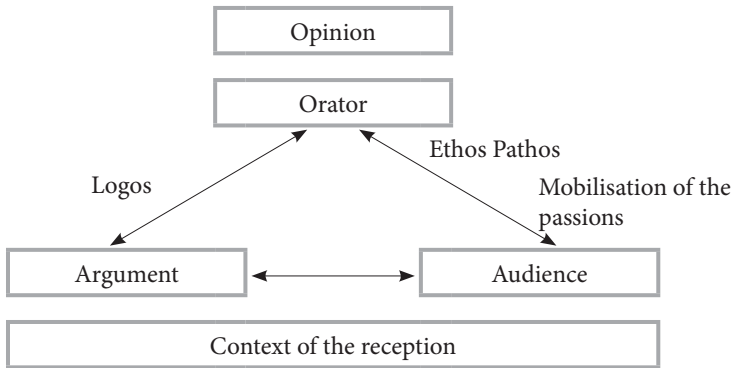 Opinion
Orator
Ethos Pathos
Logos
Mobilisation of the
passions
Argument
Audience
Context of the reception